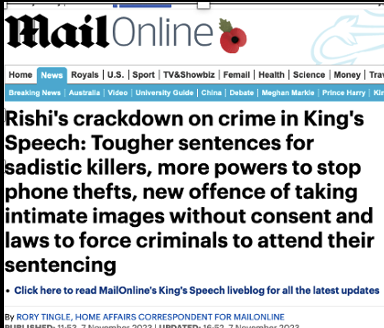 Mail Online
Home News Royals U.S. Sport TV&Showbiz Femail Health Science Money
Breaking News Australia Video University Guide China Debate Meghan Markle Prince Harry
Rishi's crackdown on crime in King's
Speech: Tougher sentences for
sadistic killers, more powers to stop
phone thefts, new offence of taking
intimate images without consent and
laws to force criminals to attend their
sentencing
• Click here to read MailOnline's King's Speech liveblog for all the latest updates
By RORY TINGLE, HOME AFFAIRS CORRESPONDENT FOR MAILONLINE
PUBLISHED: 11:53, 7 November 2023 | UPDATED: 16:52, 7 November 2023